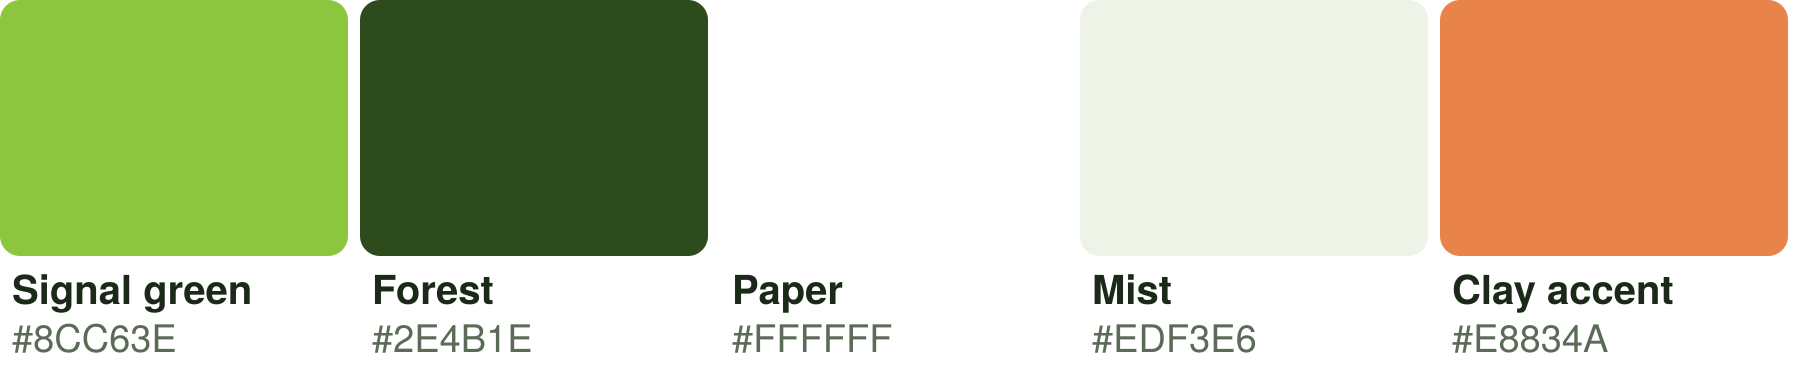 Signal green
#8CC63E
Forest
#2E4B1E
Paper
#FFFFFF
Mist
#EDF3E6
Clay accent
#E8834A